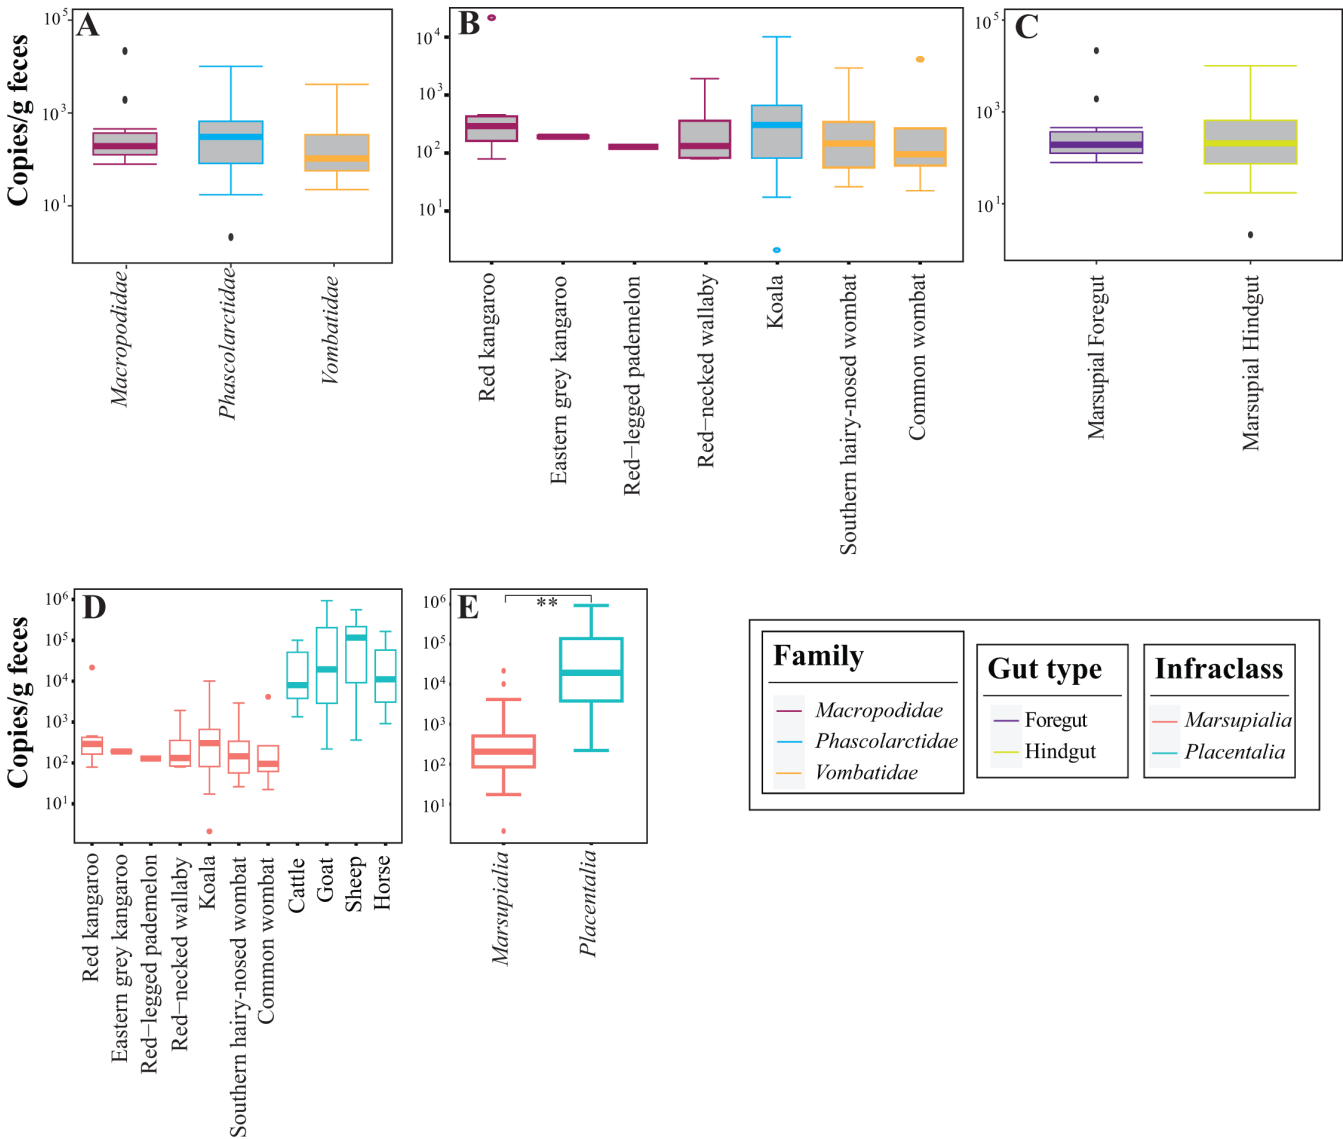 Copies/g feces
A
10^5
10^3
10^1
Macropodidae
Phascolarctidae
Vombatidae
B
10^4
10^3
10^2
10^1
Red kangaroo
Eastern grey kangaroo
Red−legged pademelon
Red−necked wallaby
Koala
Southern hairy-nosed wombat
Common wombat
C
10^5
10^3
10^1
Marsupial Foregut
Marsupial Hindgut
Copies/g feces
D
10^6
10^5
10^4
10^3
10^2
10^1
Red kangaroo
Eastern grey kangaroo
Red−legged pademelon
Red−necked wallaby
Koala
Southern hairy-nosed wombat
Common wombat
Cattle
Goat
Sheep
Horse
E
**
10^6
10^5
10^4
10^3
10^2
10^1
Marsupialia
Placentalia
Family
Macropodidae
Phascolarctidae
Vombatidae
Gut type
Foregut
Hindgut
Infraclass
Marsupialia
Placentalia